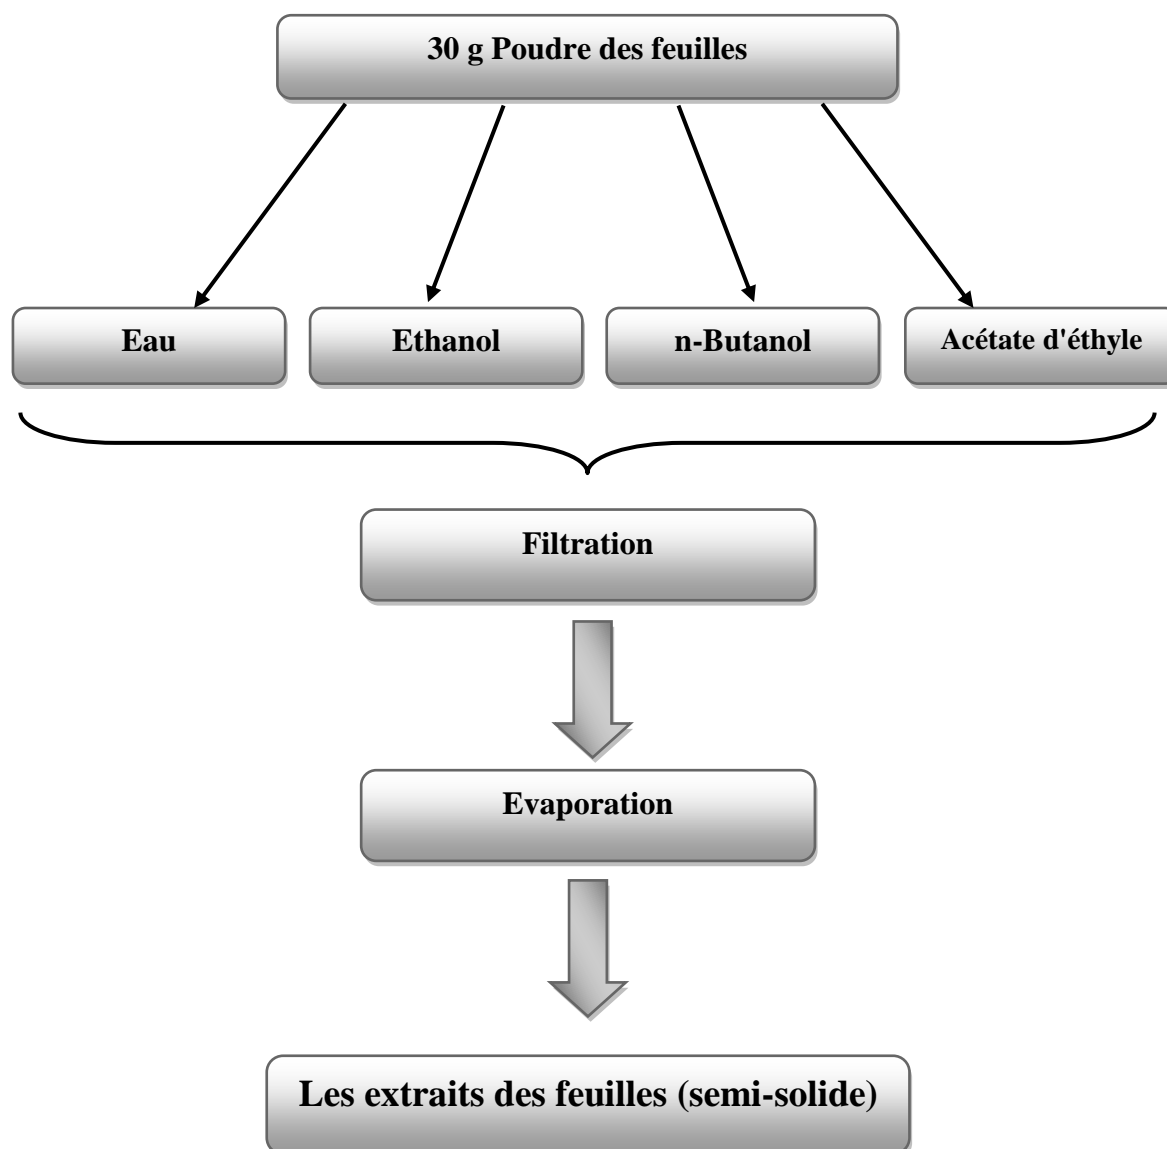 30 g Poudre des feuilles
Eau
Ethanol
n-Butanol
Acétate d'éthyle
Filtration
Evaporation
Les extraits des feuilles (semi-solide)